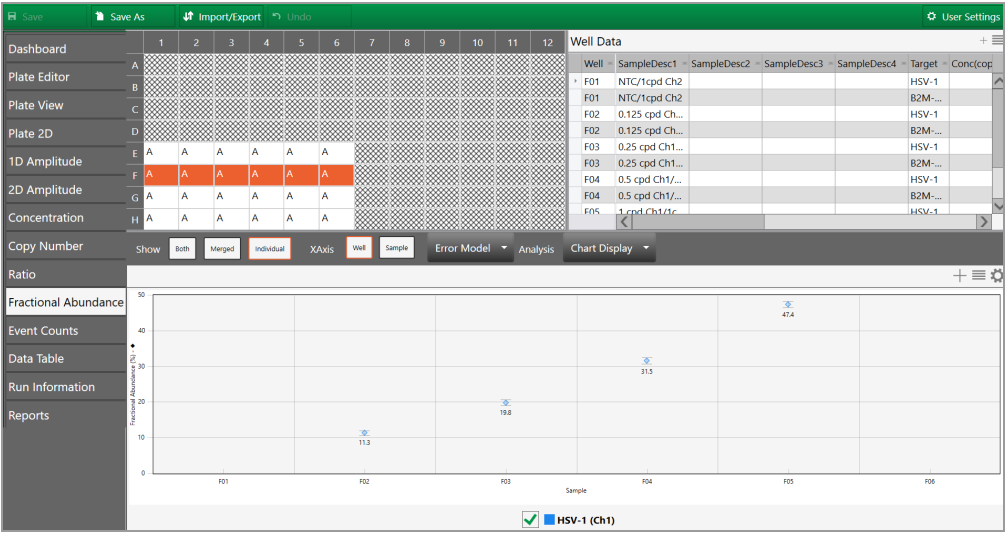 Save Save As Import/Export Undo User Settings
Dashboard
Plate Editor
Plate View
Plate 2D
1D Amplitude
2D Amplitude
Concentration
Copy Number
Ratio
Fractional Abundance
Event Counts
Data Table
Run Information
Reports
1 2 3 4 5 6 7 8 9 10 11 12
A
B
C
D
E A A A A A A
F A A A A A A
G A A A A A A
H A A A A A A
Well Data
Well SampleDesc1 SampleDesc2 SampleDesc3 SampleDesc4 Target Conc(cop
F01 NTC/1cpd Ch2 HSV-1
F01 NTC/1cpd Ch2 B2M-...
F02 0.125 cpd Ch... HSV-1
F02 0.125 cpd Ch... B2M-...
F03 0.25 cpd Ch1... HSV-1
F03 0.25 cpd Ch1... B2M-...
F04 0.5 cpd Ch1/... HSV-1
F04 0.5 cpd Ch1/... B2M-...
F05 1 cpd Ch1/1c... HSV-1
Show Both Merged Individual XAxis Well Sample Error Model Analysis Chart Display
Fractional Abundance (%) - ◆
50
40
30
20
10
0
47.4
31.5
19.8
11.3
F01 F02 F03 F04 F05 F06
Sample
HSV-1 (Ch1)